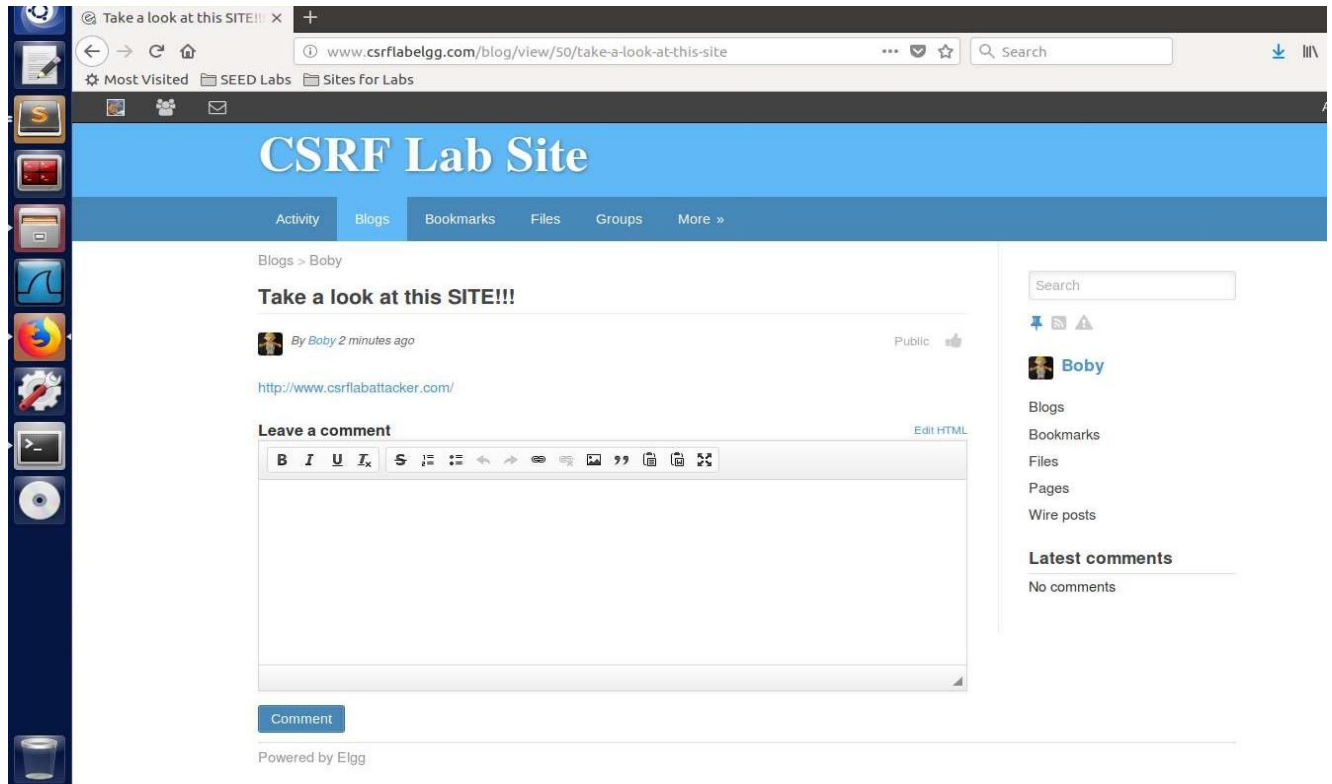 Take a look at this SITE!!
www.csrflabelgg.com/blog/view/50/take-a-look-at-this-site
Search
Most Visited SEED Labs Sites for Labs
CSRF Lab Site
Activity Blogs Bookmarks Files Groups More »
Blogs > Boby
Take a look at this SITE!!!
By Boby 2 minutes ago
Public
http://www.csrflabattacker.com/
Leave a comment
Edit HTML
B I U Tx S
Comment
Powered by Elgg
Search
Boby
Blogs
Bookmarks
Files
Pages
Wire posts
Latest comments
No comments